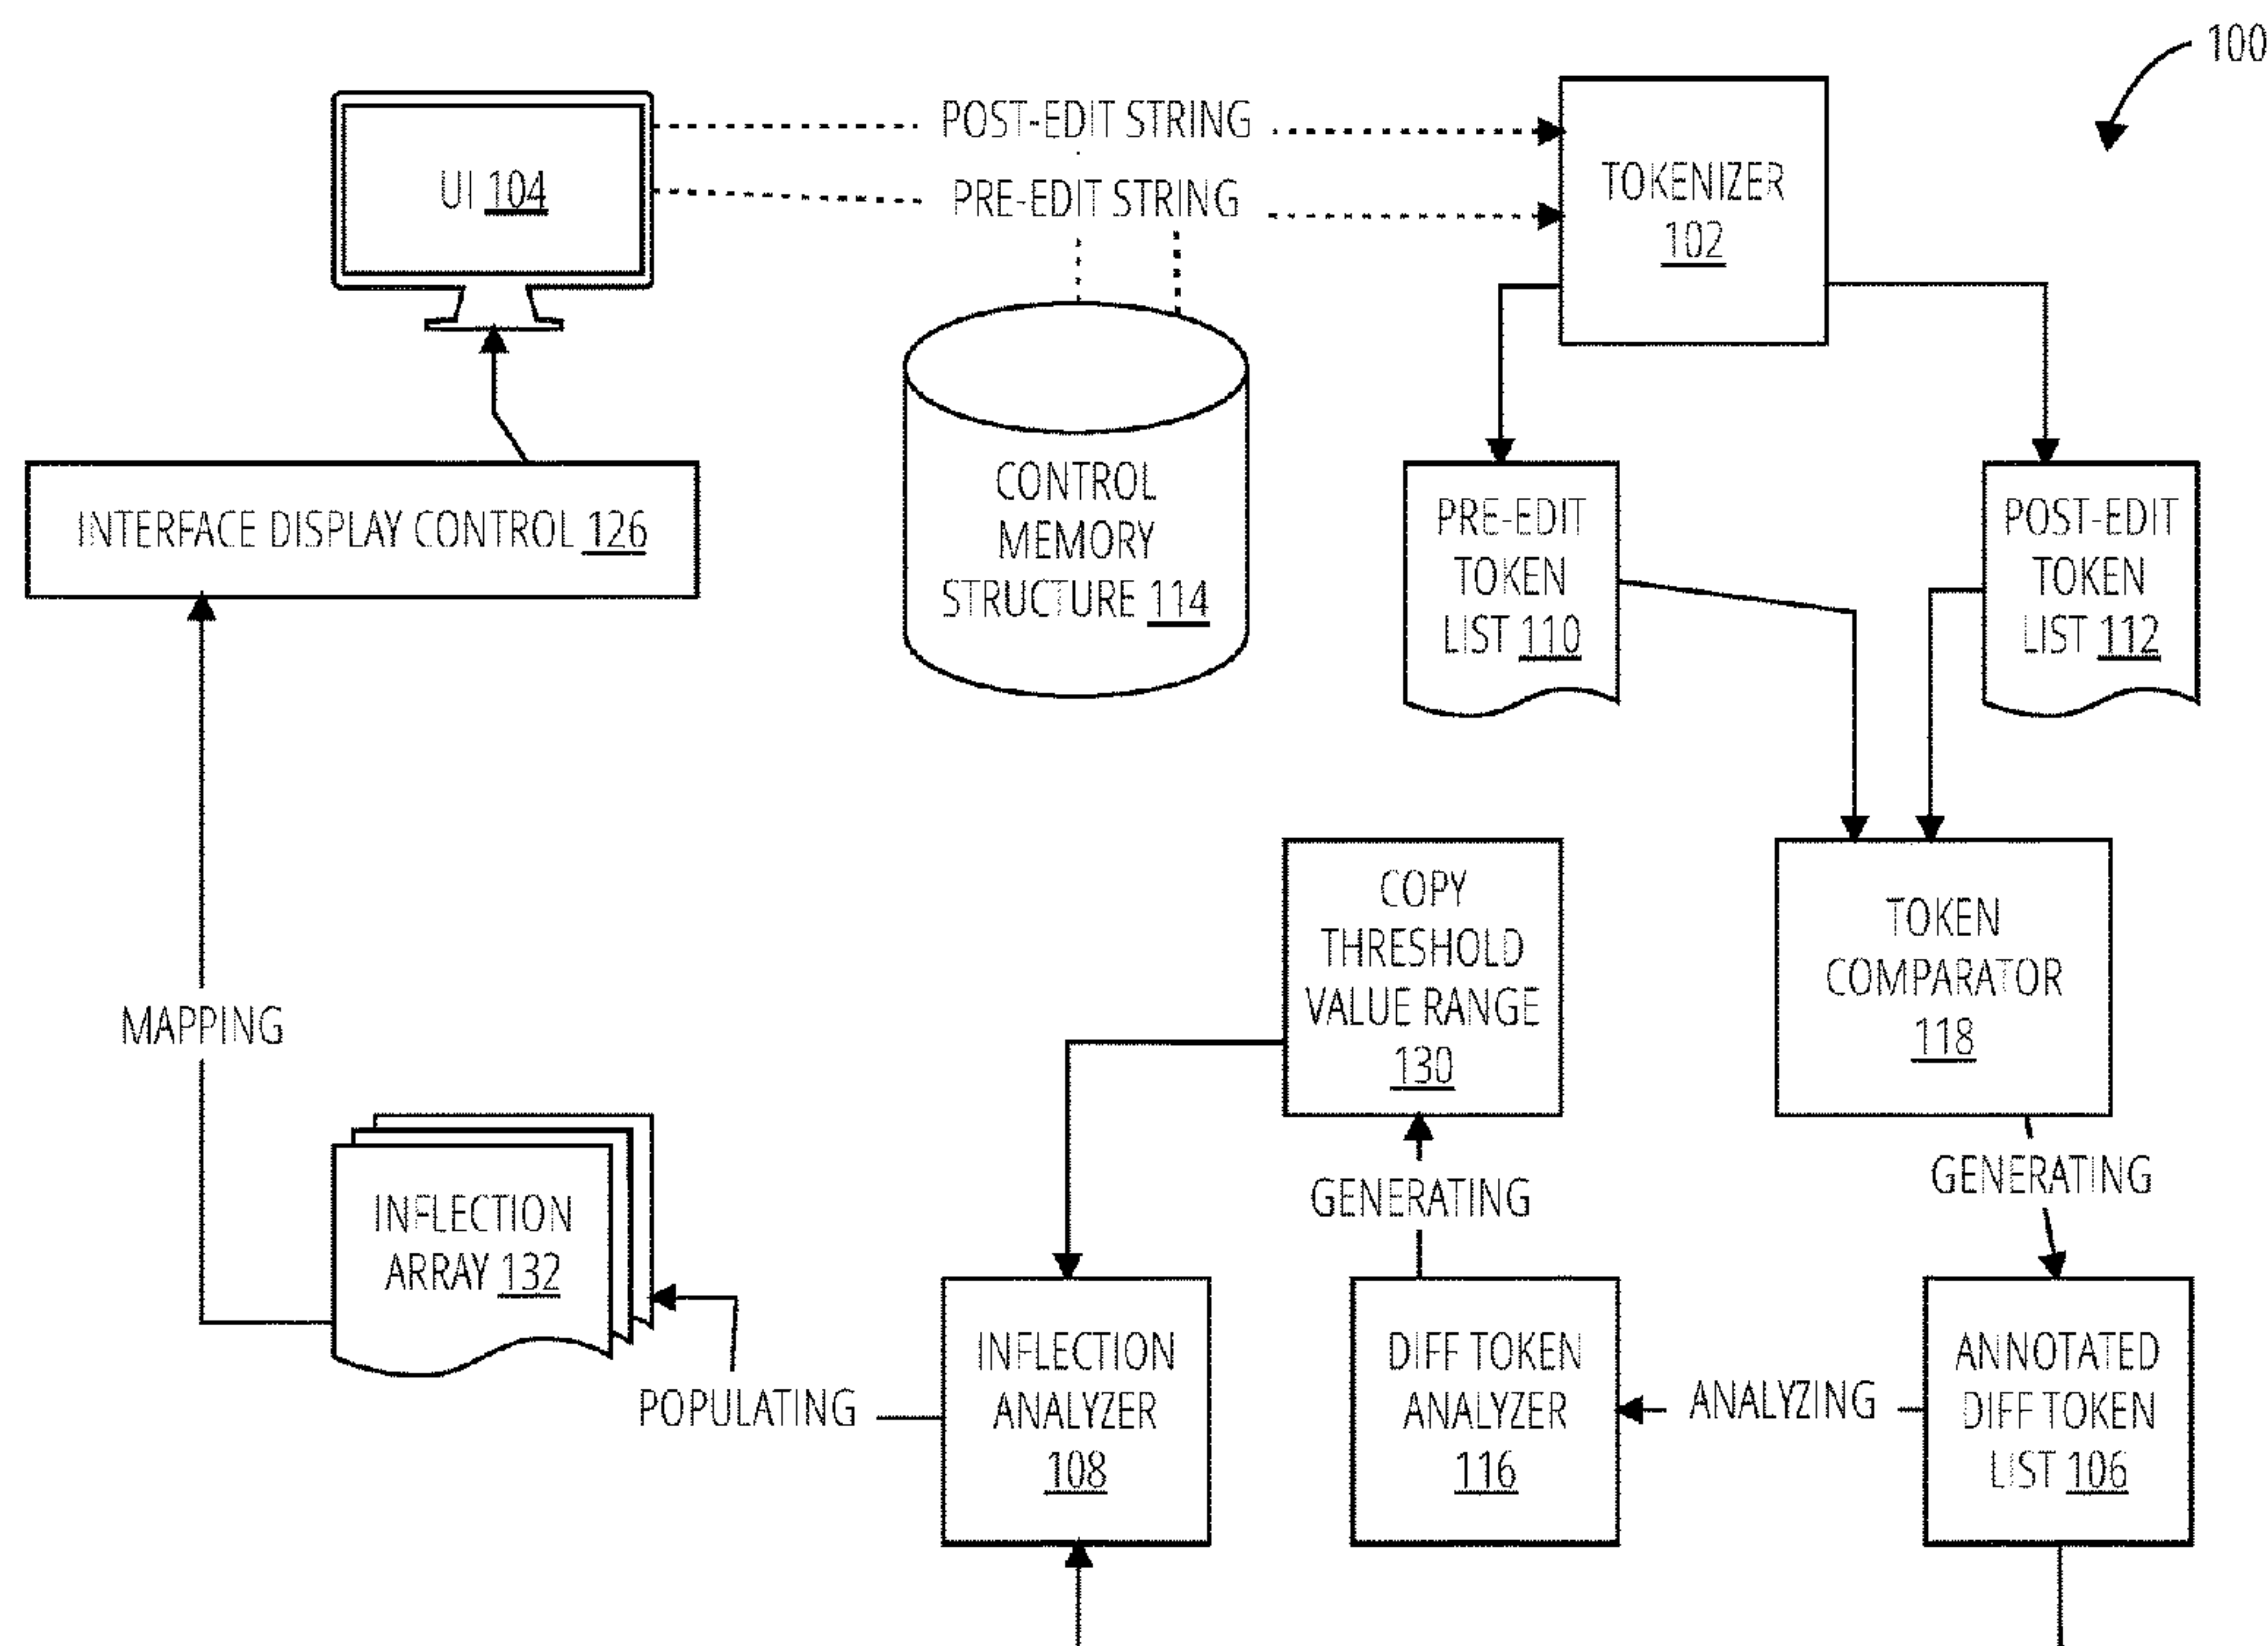 100
POST-EDIT STRING
PRE-EDIT STRING
UI 104
TOKENIZER
102
INTERFACE DISPLAY CONTROL 126
CONTROL
MEMORY
STRUCTURE 114
PRE-EDIT
TOKEN
LIST 110
POST-EDIT
TOKEN
LIST 112
COPY
THRESHOLD
VALUE RANGE
130
TOKEN
COMPARATOR
118
MAPPING
GENERATING
GENERATING
INFLECTION
ARRAY 132
POPULATING
INFLECTION
ANALYZER
108
DIFF TOKEN
ANALYZER
116
ANALYZING
ANNOTATED
DIFF TOKEN
LIST 106